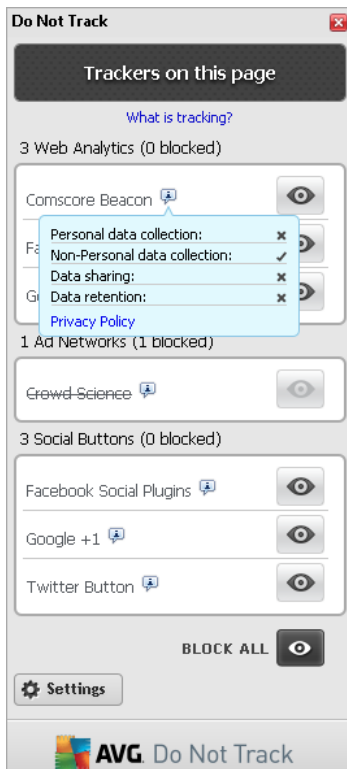 Do Not Track
Trackers on this page
What is tracking?
3 Web Analytics (0 blocked)
Comscore Beacon
Fa
Personal data collection:
Non-Personal data collection:
Data sharing:
Data retention:
Privacy Policy
1 Ad Networks (1 blocked)
Crowd Science
3 Social Buttons (0 blocked)
Facebook Social Plugins
Google +1
Twitter Button
BLOCK ALL
Settings
AVG. Do Not Track